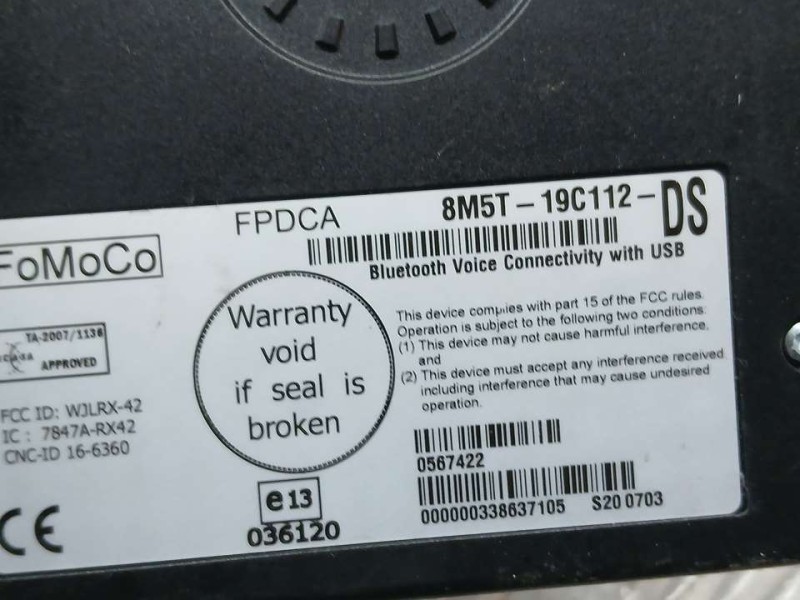 FPDCA
8M5T-19C112-DS
FoMoCo
Bluetooth Voice Connectivity with USB
Warranty
void
if seal is
broken
This device complies with part 15 of the FCC rules.
Operation is subject to the following two conditions:
(1) This device may not cause harmful interference,
and
(2) This device must accept any interference received
including interference that may cause undesired
operation.
TA-2007/1138
APPROVED
FCC ID: WJLRX-42
IC : 7847A-RX42
CNC-ID 16-6360
0567422
000000338637105 S20 0703
e13
036120
CE